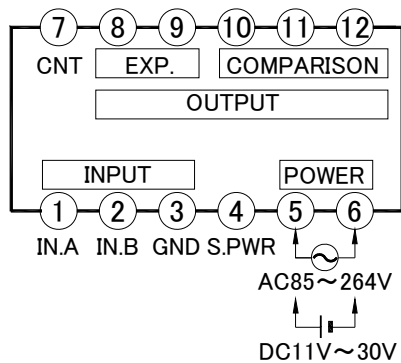 7 8 9 10 11 12
CNT EXP. COMPARISON
OUTPUT
INPUT POWER
1 2 3 4 5 6
IN.A IN.B GND S.PWR
AC85～264V
DC11V～30V